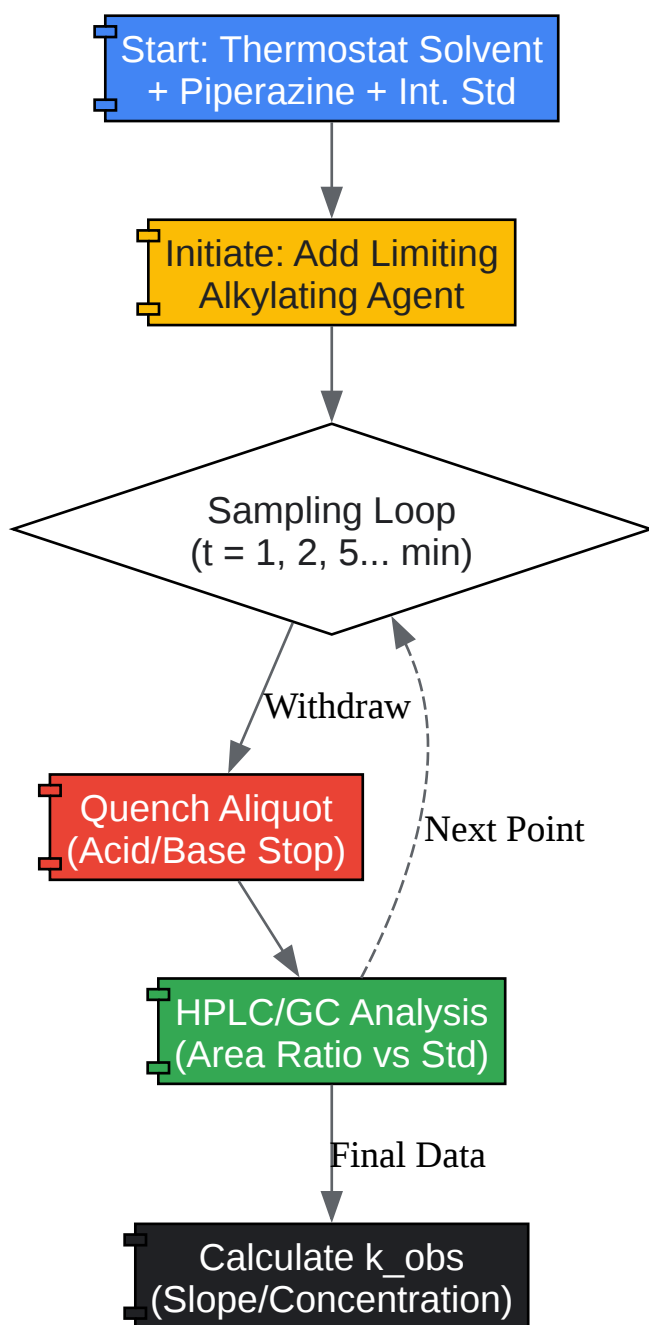 Start: Thermostat Solvent
+ Piperazine + Int. Std
Initiate: Add Limiting
Alkylating Agent
Sampling Loop
(t = 1, 2, 5... min)
Withdraw
Quench Aliquot
(Acid/Base Stop)
Next Point
HPLC/GC Analysis
(Area Ratio vs Std)
Final Data
Calculate k_obs
(Slope/Concentration)